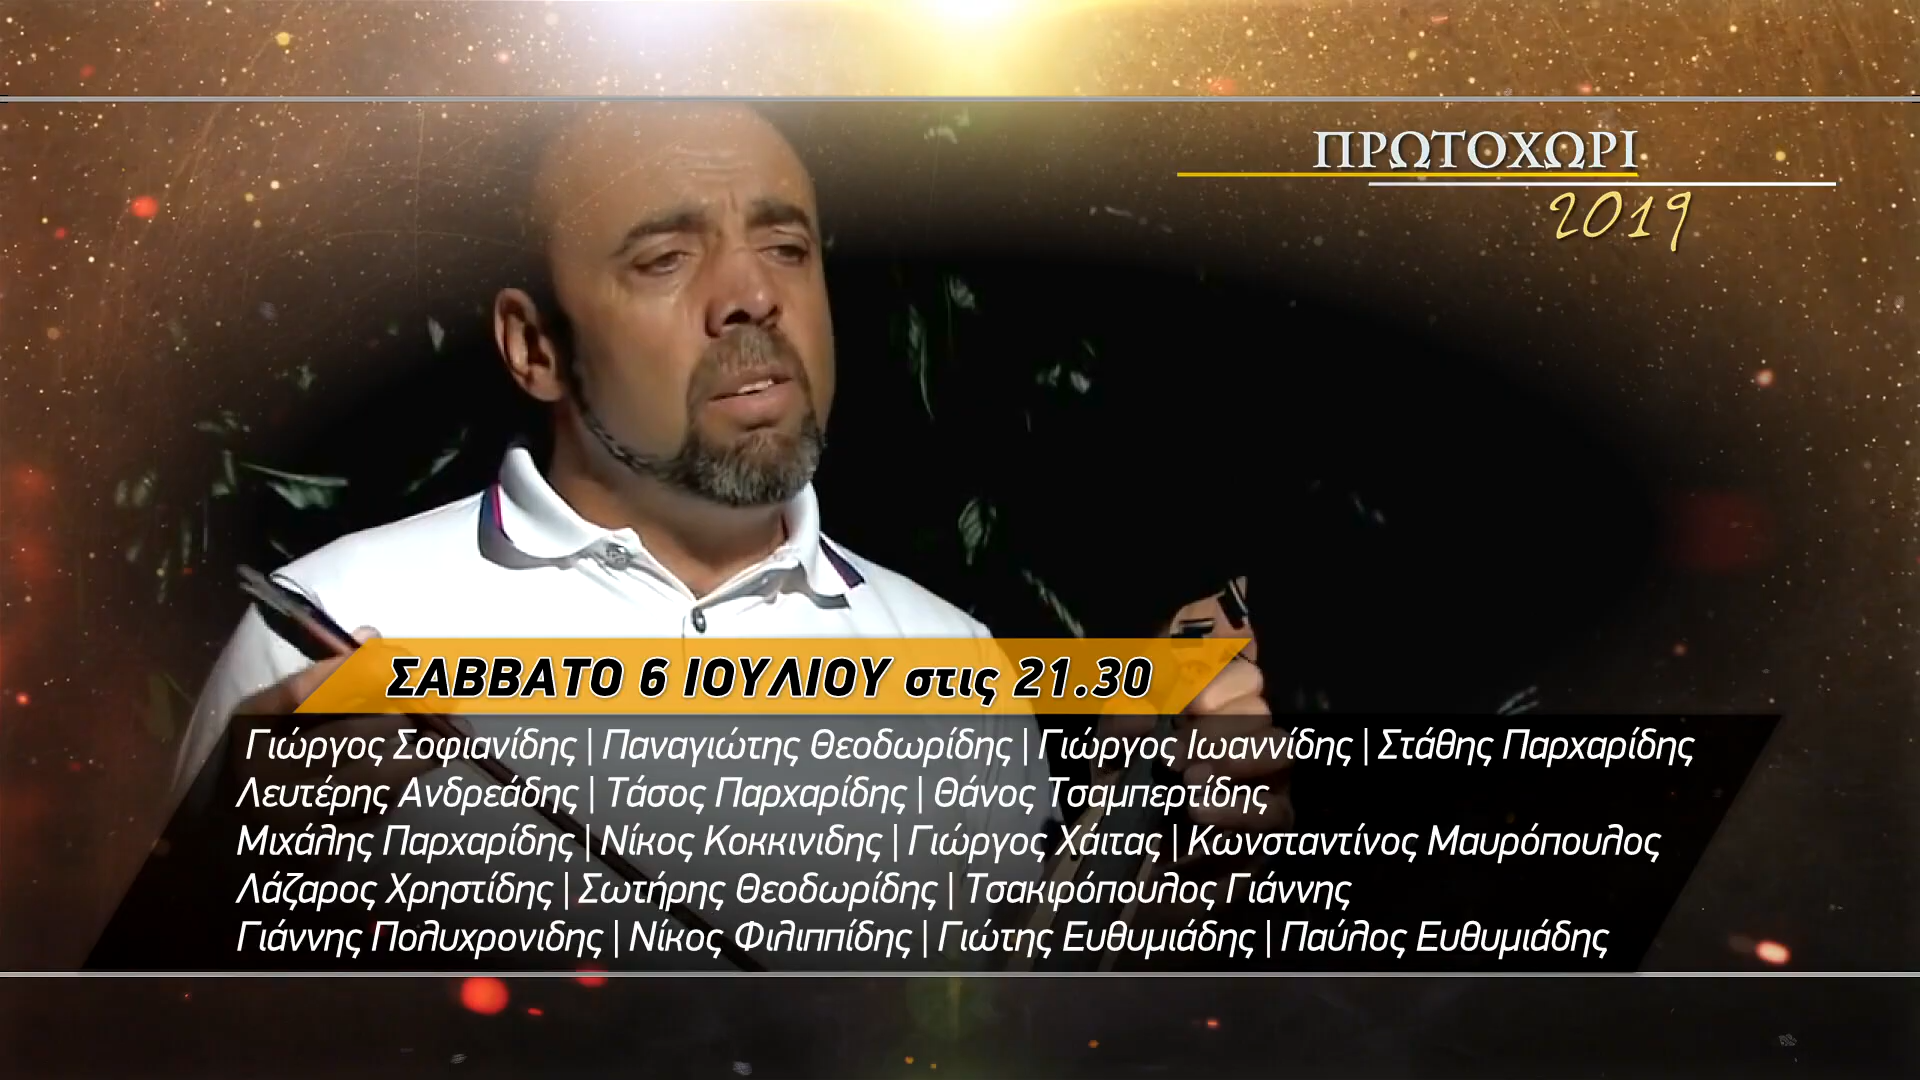 ΠΡΩΤΟΧΩΡΙ
2019
ΣΑΒΒΑΤΟ 6 ΙΟΥΛΙΟΥ στις 21.30
Γιώργος Σοφιανίδης | Παναγιώτης Θεοδωρίδης | Γιώργος Ιωαννίδης | Στάθης Παρχαρίδης
Λευτέρης Ανδρεάδης | Τάσος Παρχαρίδης | Θάνος Τσαμπερτίδης
Μιχάλης Παρχαρίδης | Νίκος Κοκκινιδης | Γιώργος Χάιτας | Κωνσταντίνος Μαυρόπουλος
Λάζαρος Χρηστίδης | Σωτήρης Θεοδωρίδης | Τσακιρόπουλος Γιάννης
Γιάννης Πολυχρονιδης | Νίκος Φιλιππίδης | Γιώτης Ευθυμιάδης | Παύλος Ευθυμιάδης